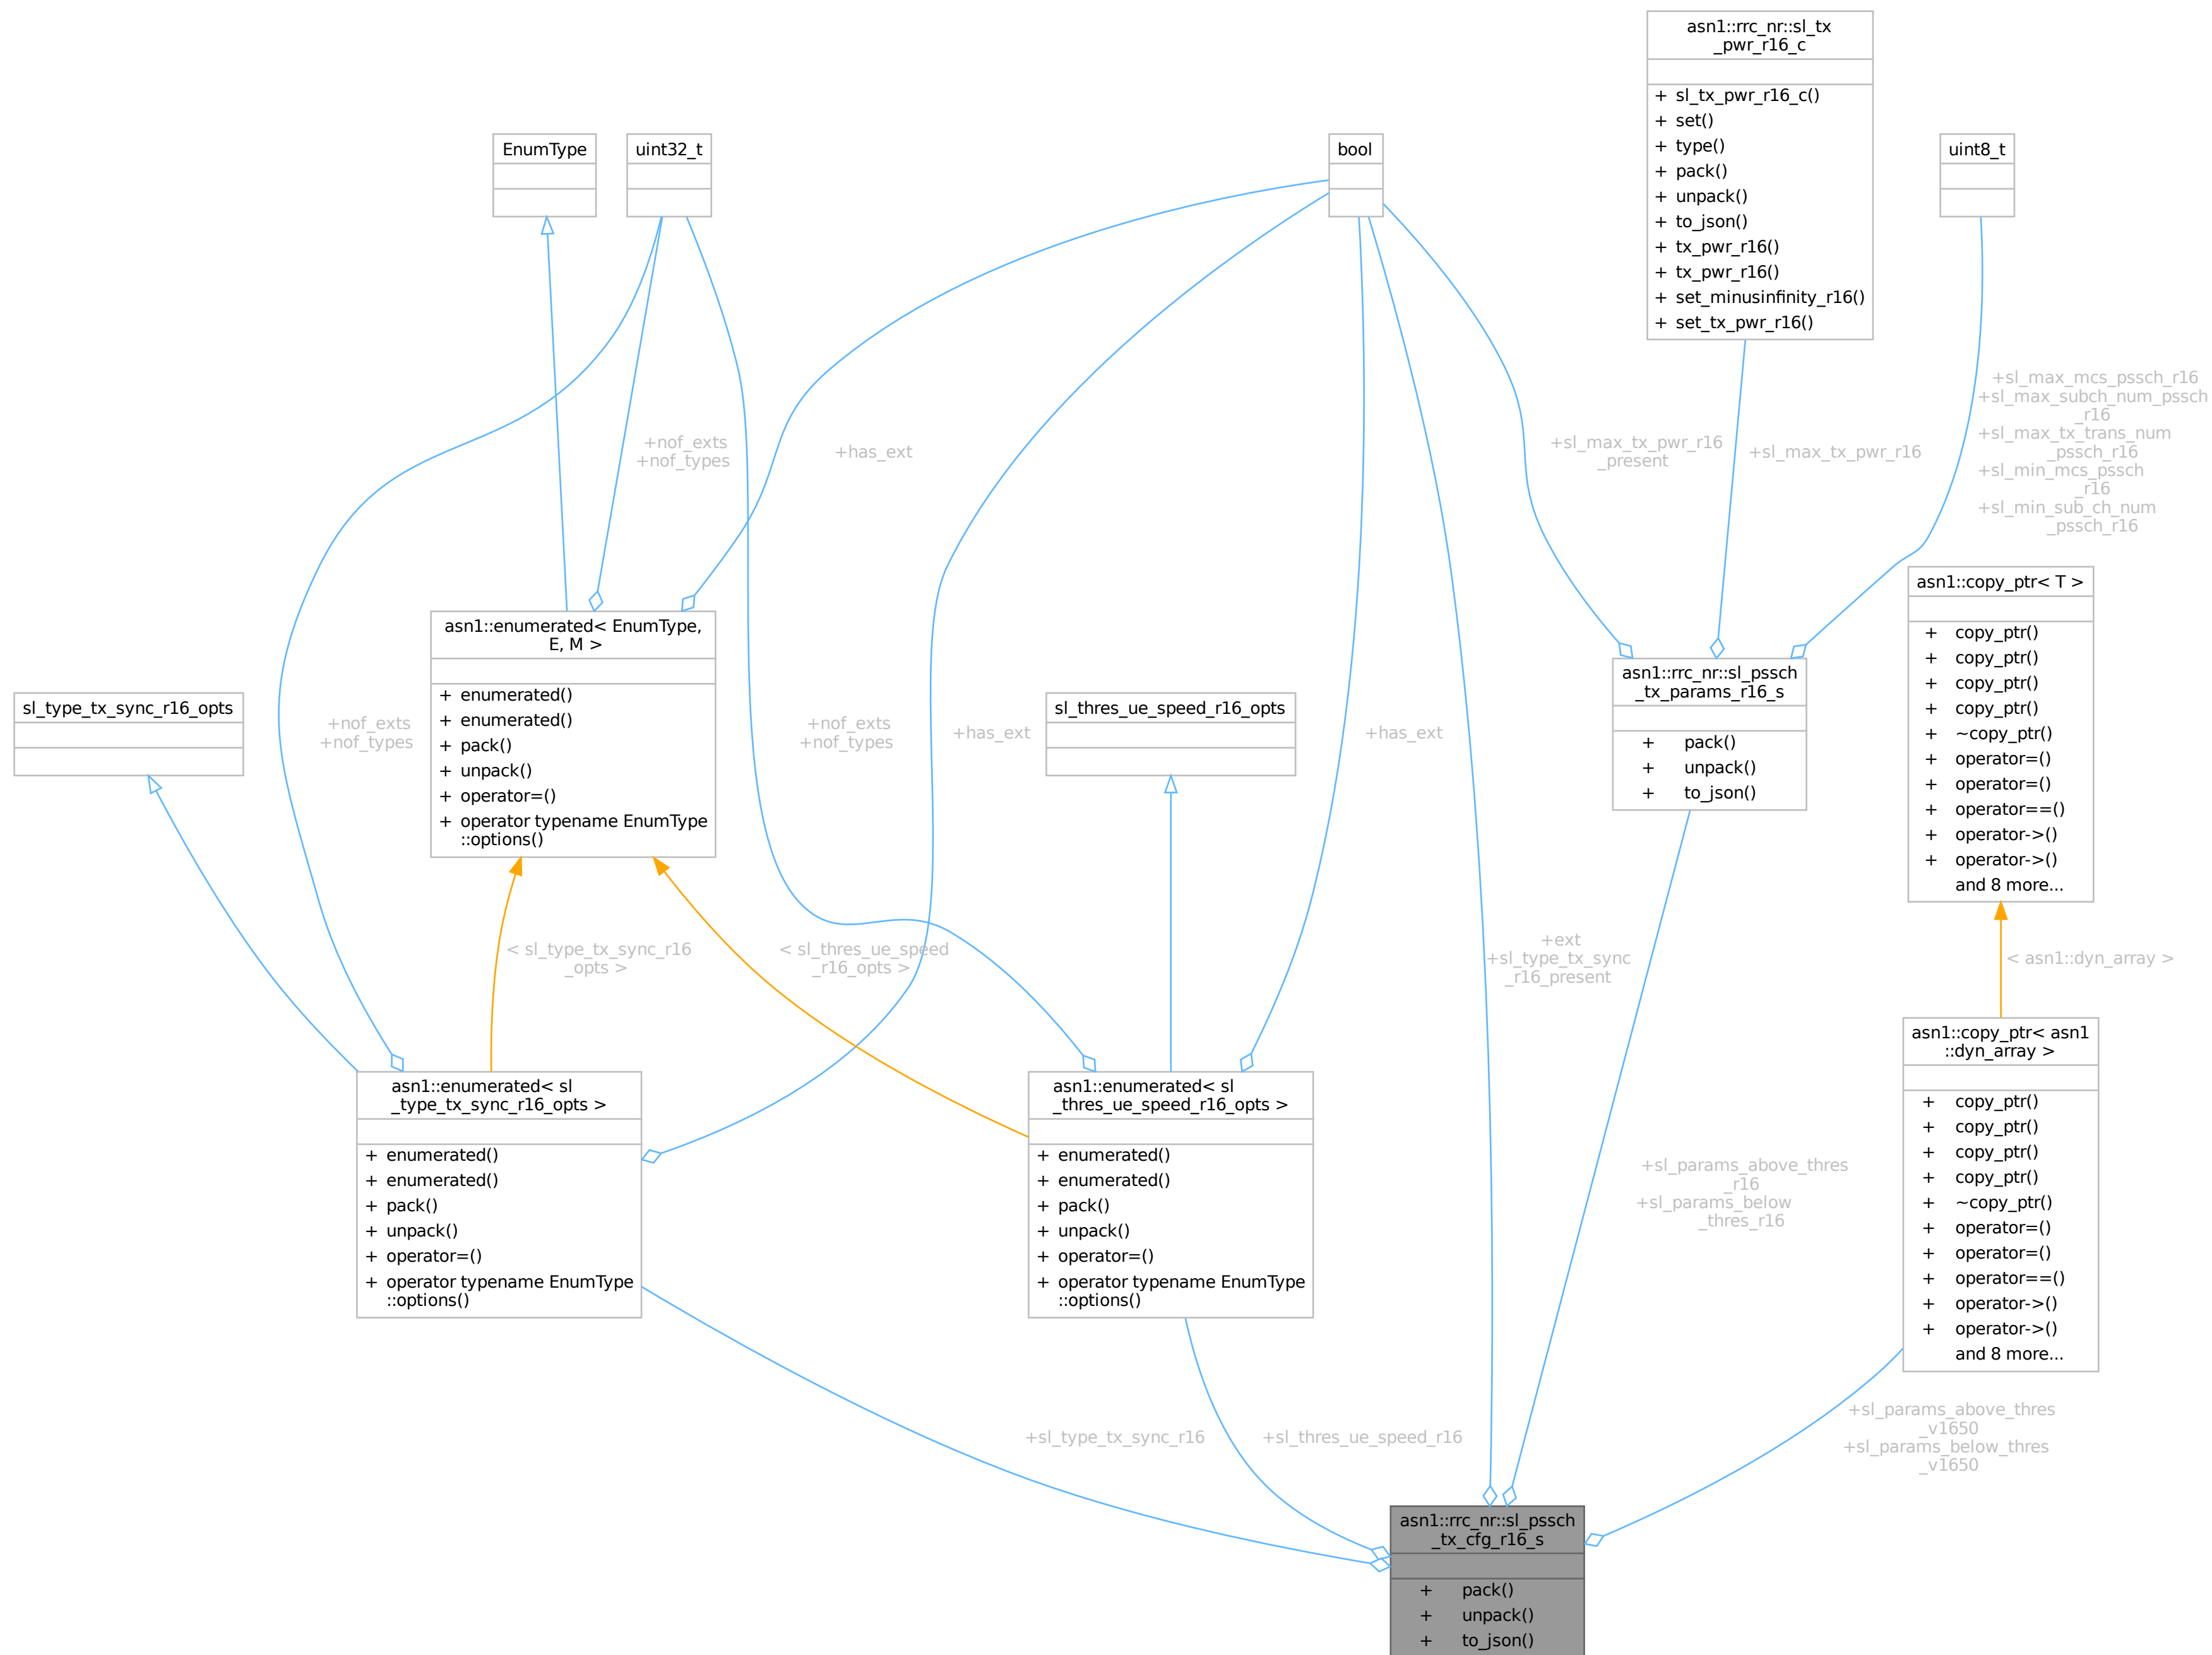 asn1::rrc_nr::sl_tx
_pwr_r16_c
+ sl_tx_pwr_r16_c()
+ set()
+ type()
+ pack()
+ unpack()
+ to_json()
+ tx_pwr_r16()
+ tx_pwr_r16()
+ set_minusinfinity_r16()
+ set_tx_pwr_r16()
EnumType
uint32_t
bool
uint8_t
+sl_max_mcs_pssch_r16
+sl_max_subch_num_pssch
_r16
+sl_max_tx_trans_num
_pssch_r16
+sl_min_mcs_pssch
_r16
+sl_min_sub_ch_num
_pssch_r16
+nof_exts
+nof_types
+has_ext
+sl_max_tx_pwr_r16
_present
+sl_max_tx_pwr_r16
asn1::enumerated< EnumType,
E, M >
+ enumerated()
+ enumerated()
+ pack()
+ unpack()
+ operator=()
+ operator typename EnumType
::options()
asn1::copy_ptr< T >
+ copy_ptr()
+ copy_ptr()
+ copy_ptr()
+ copy_ptr()
+ ~copy_ptr()
+ operator=()
+ operator=()
+ operator==()
+ operator->()
+ operator->()
and 8 more...
asn1::rrc_nr::sl_pssch
_tx_params_r16_s
+ pack()
+ unpack()
+ to_json()
sl_type_tx_sync_r16_opts
+nof_exts
+nof_types
+nof_exts
+nof_types
+has_ext
sl_thres_ue_speed_r16_opts
+has_ext
< sl_type_tx_sync_r16
_opts >
< sl_thres_ue_speed
_r16_opts >
+ext
+sl_type_tx_sync
_r16_present
< asn1::dyn_array >
asn1::enumerated< sl
_type_tx_sync_r16_opts >
+ enumerated()
+ enumerated()
+ pack()
+ unpack()
+ operator=()
+ operator typename EnumType
::options()
asn1::enumerated< sl
_thres_ue_speed_r16_opts >
+ enumerated()
+ enumerated()
+ pack()
+ unpack()
+ operator=()
+ operator typename EnumType
::options()
+sl_params_above_thres
_r16
+sl_params_below
_thres_r16
asn1::copy_ptr< asn1
::dyn_array >
+ copy_ptr()
+ copy_ptr()
+ copy_ptr()
+ copy_ptr()
+ ~copy_ptr()
+ operator=()
+ operator=()
+ operator==()
+ operator->()
+ operator->()
and 8 more...
+sl_type_tx_sync_r16
+sl_thres_ue_speed_r16
+sl_params_above_thres
_v1650
+sl_params_below_thres
_v1650
asn1::rrc_nr::sl_pssch
_tx_cfg_r16_s
+ pack()
+ unpack()
+ to_json()